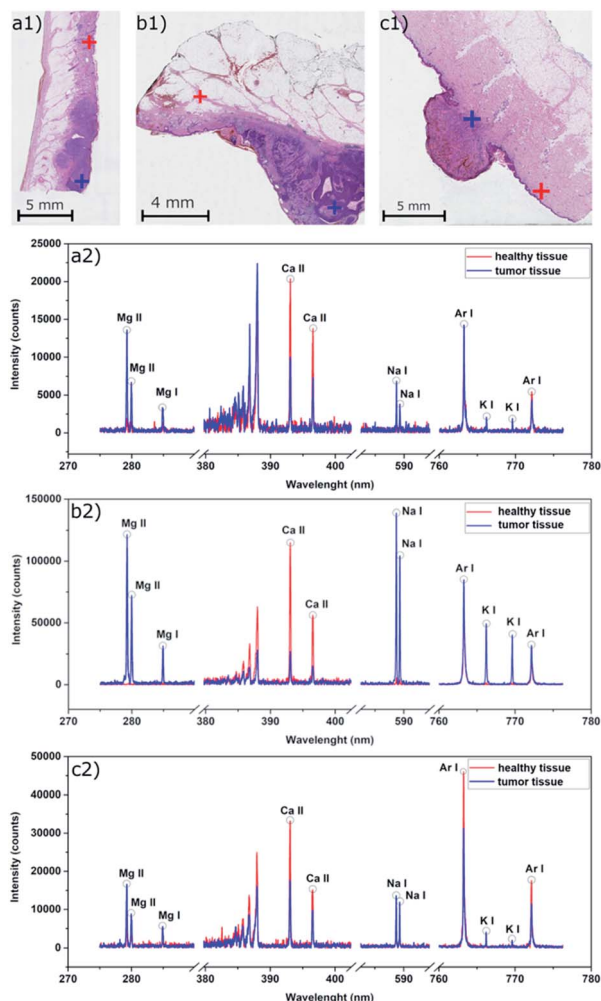 a1) b1) c1)
5 mm 4 mm 5 mm
a2)
25000
20000
15000
10000
5000
0
Intensity (counts)
Mg II
Mg II
Mg I
Ca II
Ca II
Na I
Na I
Ar I
K I
K I
Ar I
healthy tissue
tumor tissue
270 280 290 380 390 400 590 760 770 780
Wavelenght (nm)
b2)
150000
100000
50000
0
Intensity (counts)
Mg II
Mg II
Mg I
Ca II
Ca II
Na I
Na I
Ar I
K I
K I
Ar I
healthy tissue
tumor tissue
270 280 290 380 390 400 590 760 770 780
Wavelenght (nm)
c2)
50000
40000
30000
20000
10000
0
Intensity (counts)
Mg II
Mg II
Mg I
Ca II
Ca II
Na I
Na I
Ar I
K I
K I
Ar I
healthy tissue
tumor tissue
270 280 290 380 390 400 590 760 770 780
Wavelenght (nm)